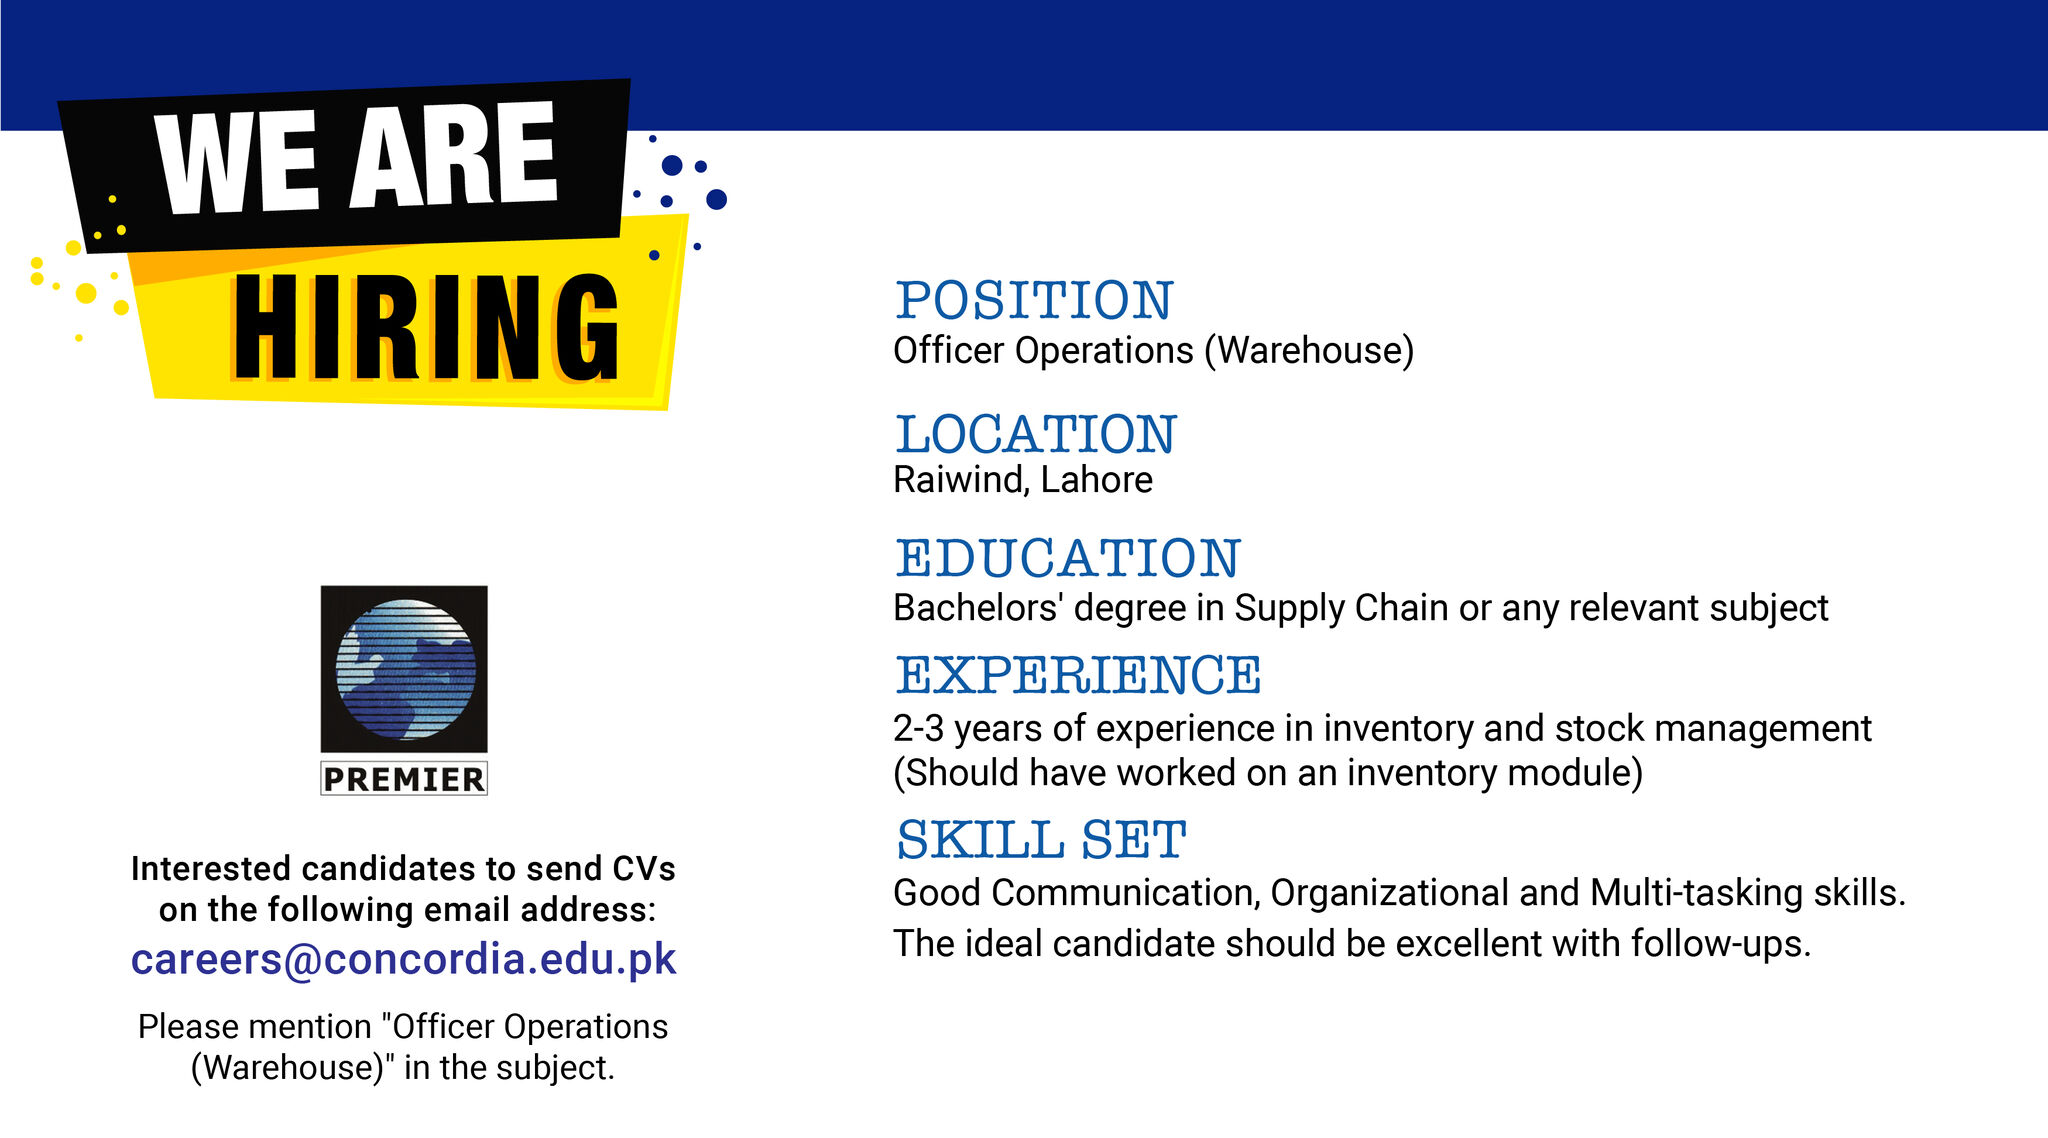 WE ARE
HIRING
PREMIER
Interested candidates to send CVs
on the following email address:
careers@concordia.edu.pk
Please mention "Officer Operations
(Warehouse)" in the subject.
POSITION
Officer Operations (Warehouse)
LOCATION
Raiwind, Lahore
EDUCATION
Bachelors' degree in Supply Chain or any relevant subject
EXPERIENCE
2-3 years of experience in inventory and stock management
(Should have worked on an inventory module)
SKILL SET
Good Communication, Organizational and Multi-tasking skills.
The ideal candidate should be excellent with follow-ups.